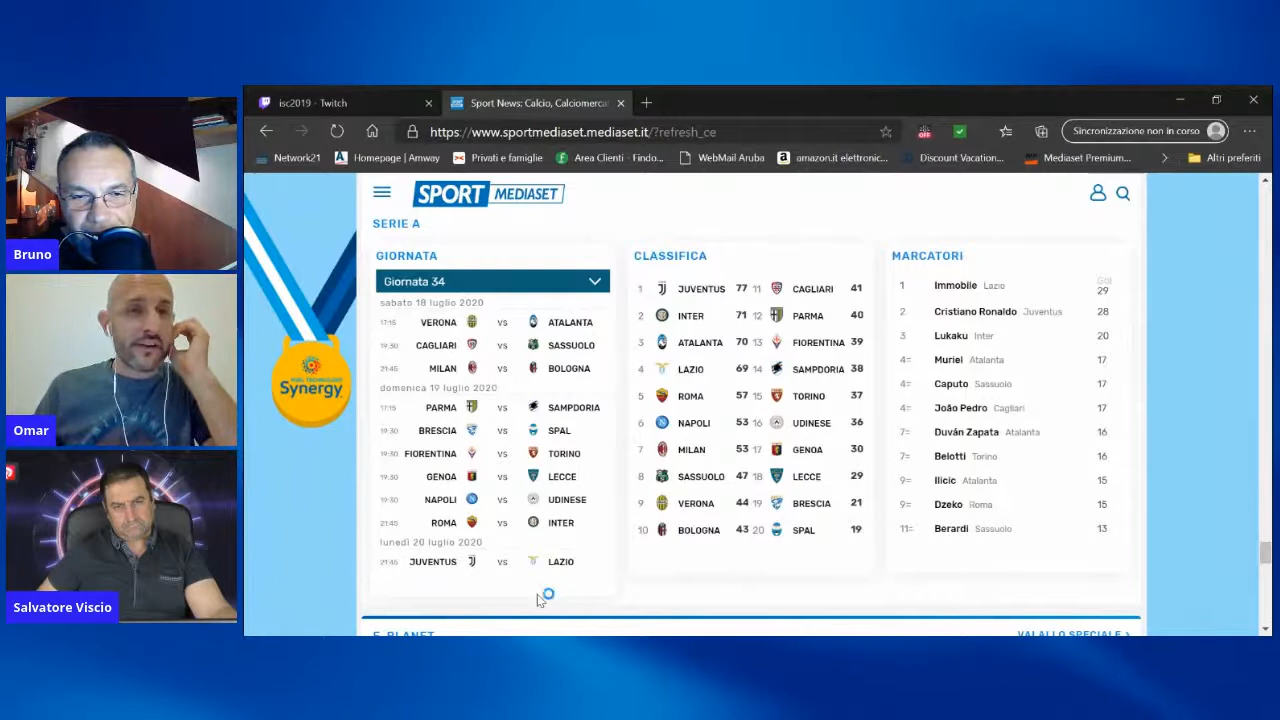 isc2019 - Twitch
Sport News: Calcio, Calciomerca
https://www.sportmediaset.mediaset.it/?refresh_ce
OFF
Sincronizzazione non in corso
Network21
Homepage | Amway
Privati e famiglie
Area Clienti - Findo...
WebMail Aruba
amazon.it elettronic...
Discount Vacation...
Mediaset Premium...
Altri preferiti
SPORT MEDIASET
SERIE A
GIORNATA
Giornata 34
sabato 18 luglio 2020
17:15 VERONA VS ATALANTA
19:30 CAGLIARI VS SASSUOLO
21:45 MILAN VS BOLOGNA
domenica 19 luglio 2020
17:15 PARMA VS SAMPDORIA
19:30 BRESCIA VS SPAL
19:30 FIORENTINA VS TORINO
19:30 GENOA VS LECCE
19:30 NAPOLI VS UDINESE
21:45 ROMA VS INTER
lunedì 20 luglio 2020
21:45 JUVENTUS VS LAZIO
CLASSIFICA
1 JUVENTUS 77 11 CAGLIARI 41
2 INTER 71 12 PARMA 40
3 ATALANTA 70 13 FIORENTINA 39
4 LAZIO 69 14 SAMPDORIA 38
5 ROMA 57 15 TORINO 37
6 NAPOLI 53 16 UDINESE 36
7 MILAN 53 17 GENOA 30
8 SASSUOLO 47 18 LECCE 29
9 VERONA 44 19 BRESCIA 21
10 BOLOGNA 43 20 SPAL 19
MARCATORI
Gol
1 Immobile Lazio 29
2 Cristiano Ronaldo Juventus 28
3 Lukaku Inter 20
4= Muriel Atalanta 17
4= Caputo Sassuolo 17
4= João Pedro Cagliari 17
7= Duván Zapata Atalanta 16
7= Belotti Torino 16
9= Ilicic Atalanta 15
9= Dzeko Roma 15
11= Berardi Sassuolo 13
E-PLANET
VAI ALLO SPECIALE >
Synergy
Bruno
Omar
Salvatore Viscio